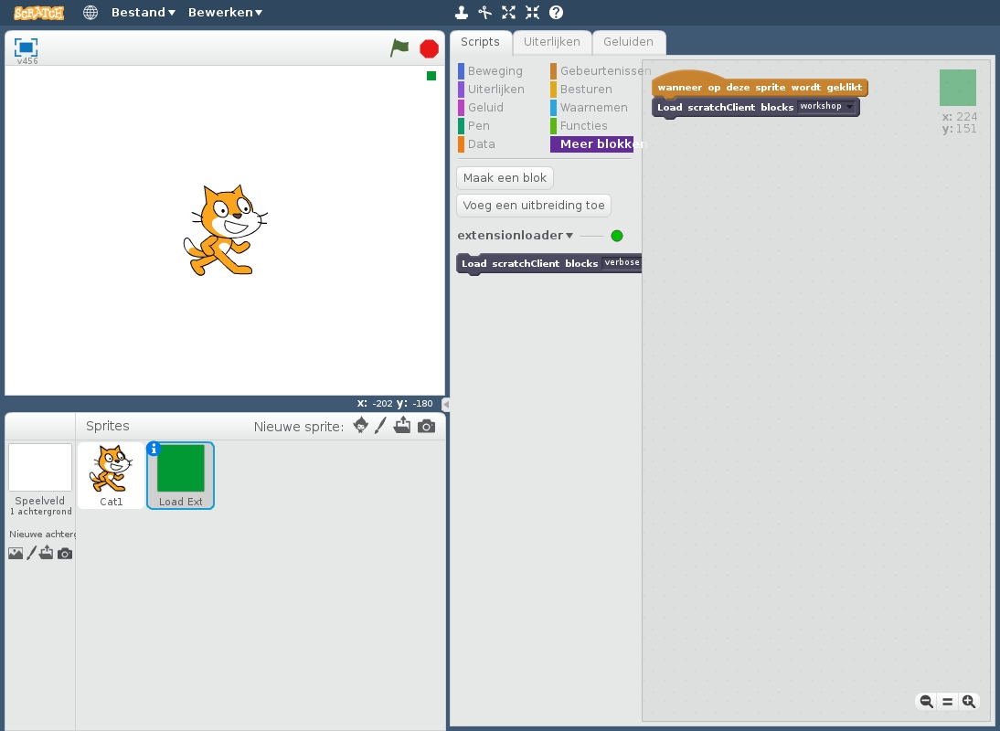 SCRATCH
Bestand
Bewerken
v456
x: -202 y: -180
Scripts
Uiterlijken
Geluiden
Beweging
Gebeurtenissen
Uiterlijken
Besturen
Geluid
Waarnemen
Pen
Functies
Data
Meer blokken
Maak een blok
Voeg een uitbreiding toe
extensionloader
Load scratchClient blocks verbose
wanneer op deze sprite wordt geklikt
Load scratchClient blocks workshop
x: 224
y: 151
Sprites
Nieuwe sprite:
Speelveld
1 achtergrond
Nieuwe achterg
Cat1
Load Ext